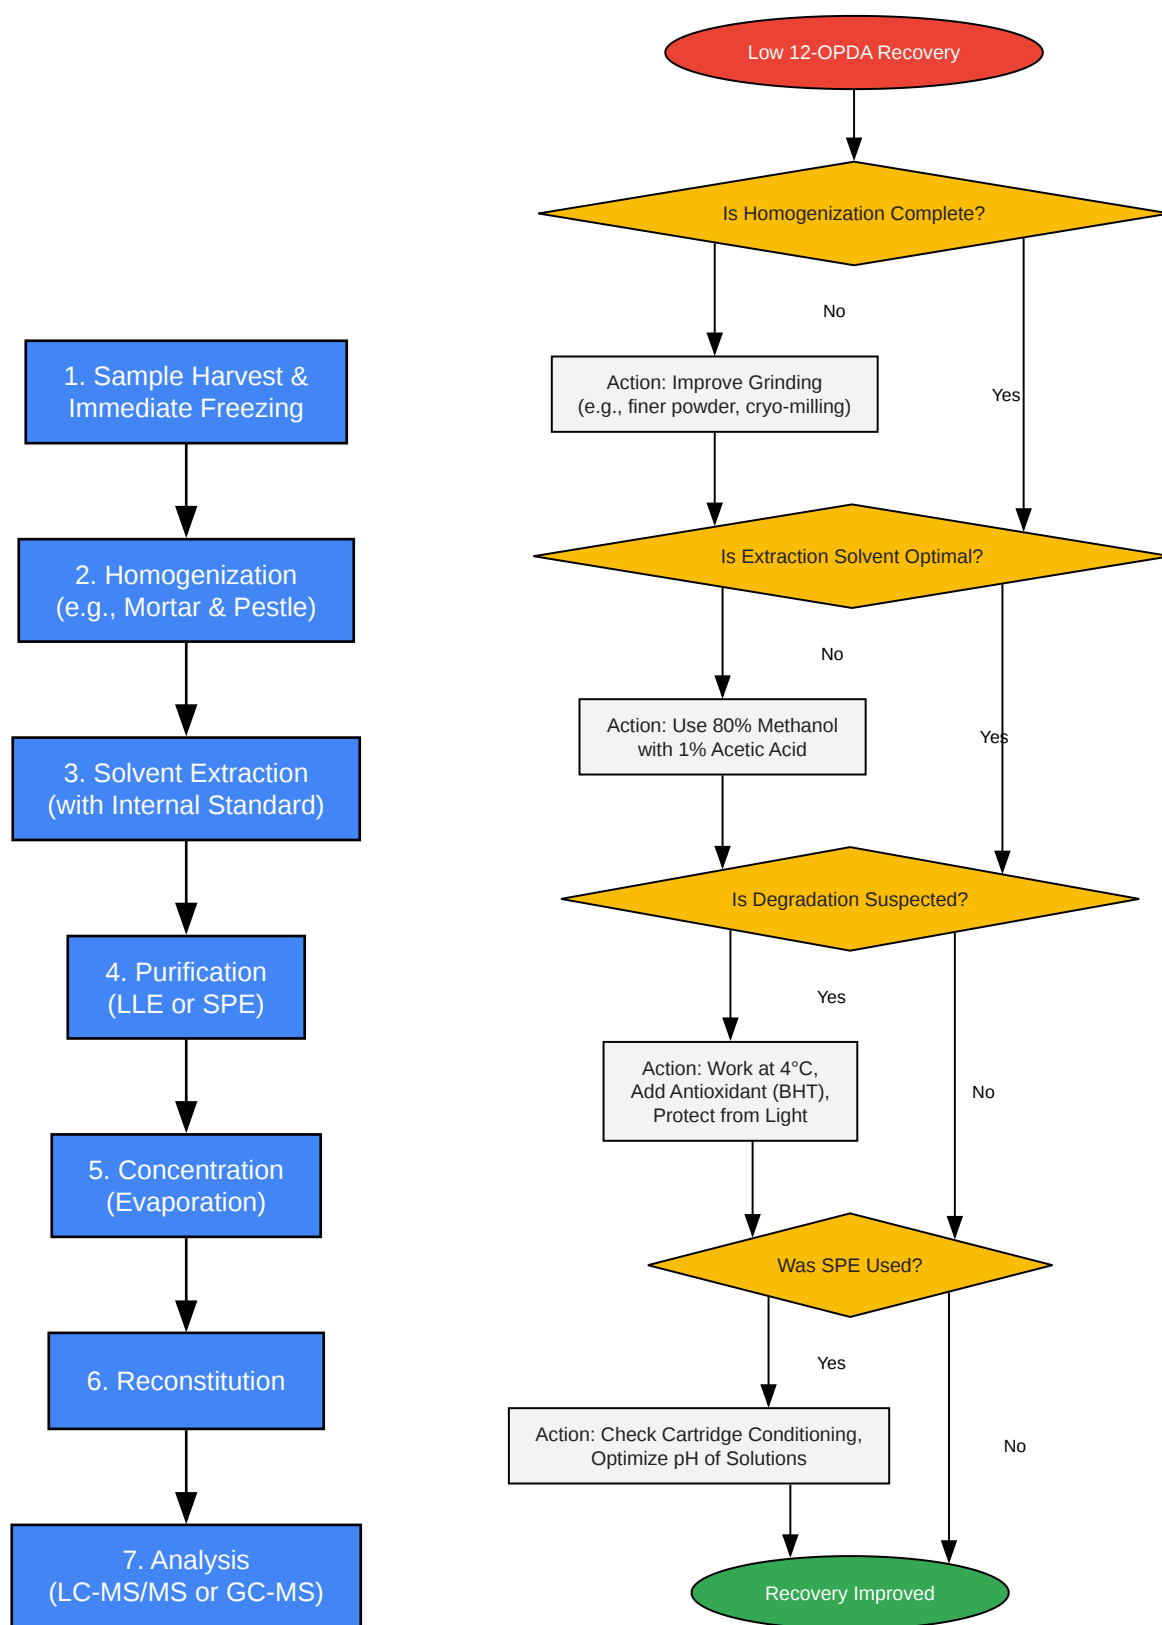 1. Sample Harvest &
Immediate Freezing
2. Homogenization
(e.g., Mortar & Pestle)
3. Solvent Extraction
(with Internal Standard)
4. Purification
(LLE or SPE)
5. Concentration
(Evaporation)
6. Reconstitution
7. Analysis
(LC-MS/MS or GC-MS)
Low 12-OPDA Recovery
Is Homogenization Complete?
No
Yes
Action: Improve Grinding
(e.g., finer powder, cryo-milling)
Is Extraction Solvent Optimal?
No
Yes
Action: Use 80% Methanol
with 1% Acetic Acid
Is Degradation Suspected?
Yes
No
Action: Work at 4°C,
Add Antioxidant (BHT),
Protect from Light
Was SPE Used?
Yes
No
Action: Check Cartridge Conditioning,
Optimize pH of Solutions
Recovery Improved